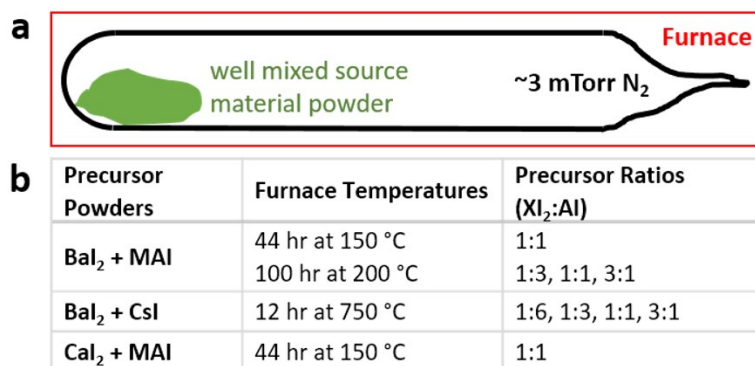 a
Furnace
well mixed source
material powder
~3 mTorr N₂
b
Precursor Powders
Furnace Temperatures
Precursor Ratios (XI₂:AI)
BaI₂ + MAI
44 hr at 150 °C
1:1
100 hr at 200 °C
1:3, 1:1, 3:1
BaI₂ + CsI
12 hr at 750 °C
1:6, 1:3, 1:1, 3:1
CaI₂ + MAI
44 hr at 150 °C
1:1